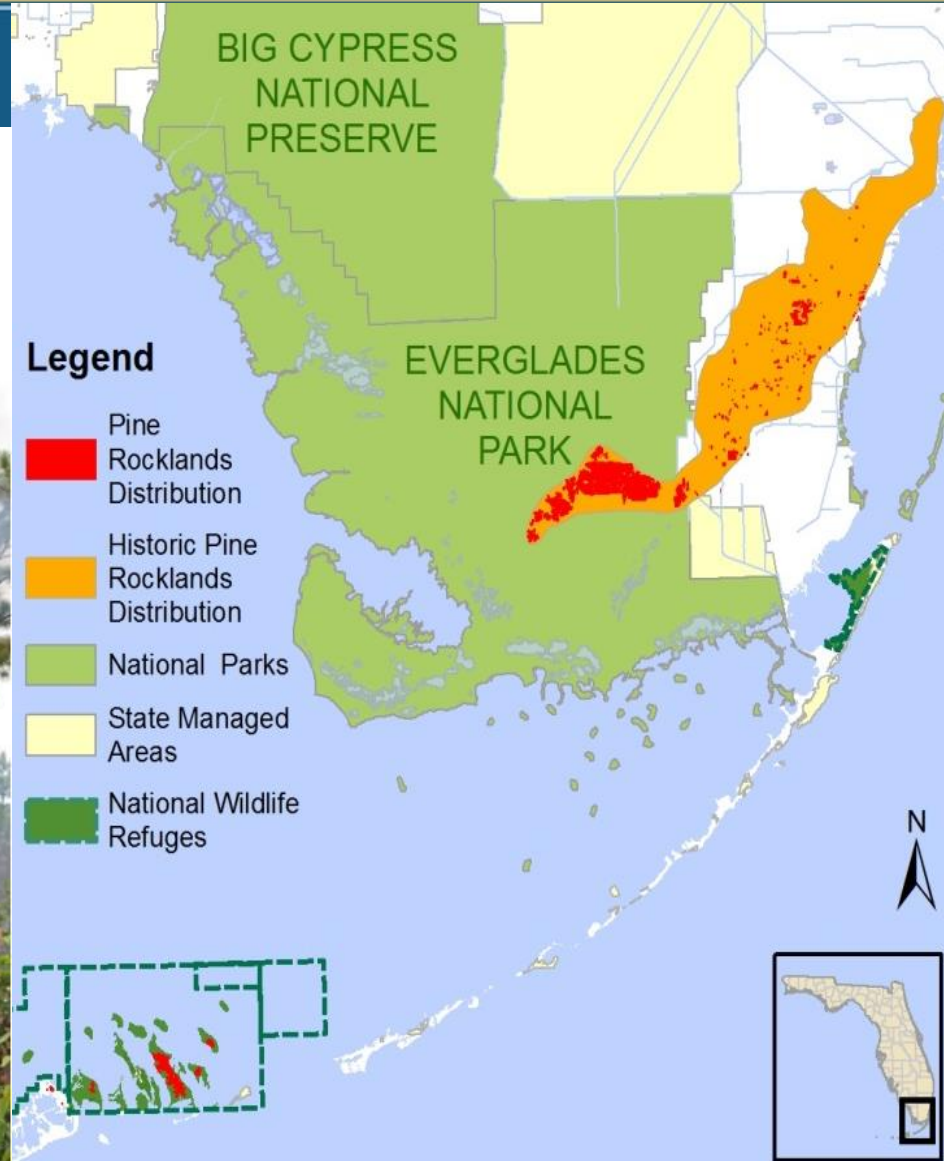 BIG CYPRESS
NATIONAL
PRESERVE
EVERGLADES
NATIONAL
PARK
Legend
Pine
Rocklands
Distribution
Historic Pine
Rocklands
Distribution
National Parks
State Managed
Areas
National Wildlife
Refuges
N